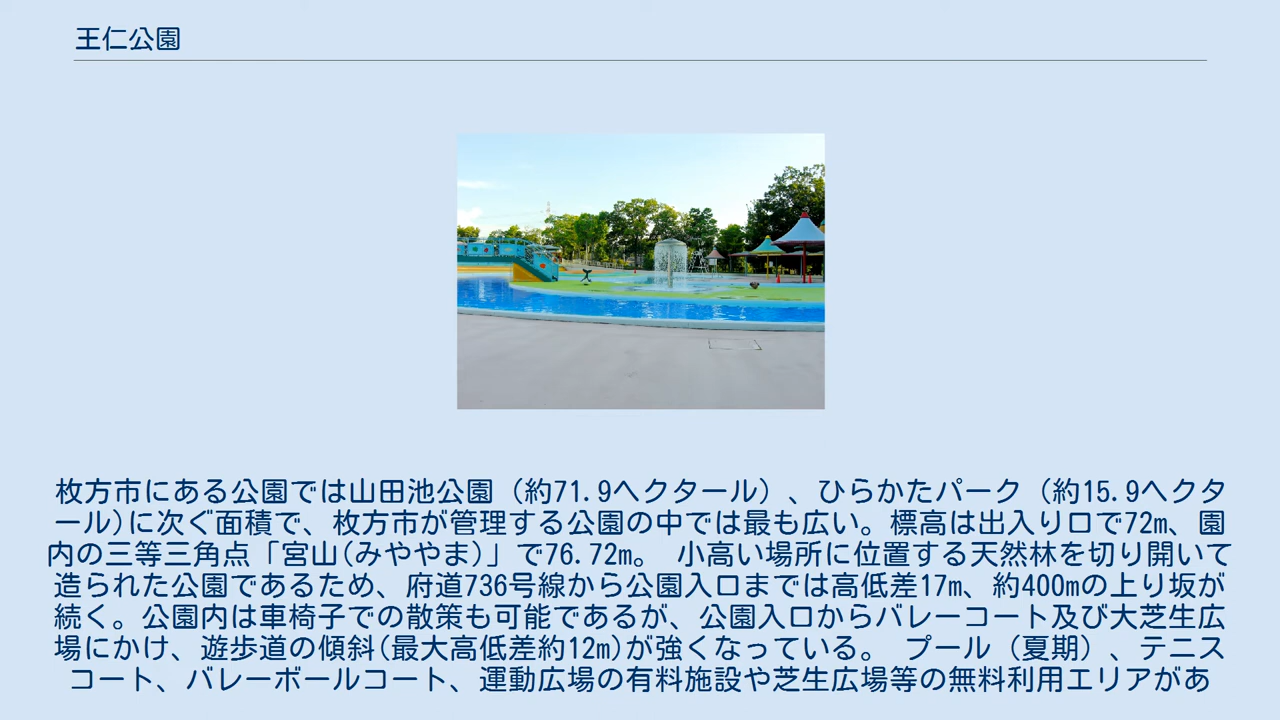 王仁公園
枚方市にある公園では山田池公園（約71.9ヘクタール）、ひらかたパーク（約15.9ヘクタ
ール)に次ぐ面積で、枚方市が管理する公園の中では最も広い。標高は出入り口で72m、園
内の三等三角点「宮山(みややま)」で76.72m。 小高い場所に位置する天然林を切り開いて
造られた公園であるため、府道736号線から公園入口までは高低差17m、約400mの上り坂が
続く。公園内は車椅子での散策も可能であるが、公園入口からバレーコート及び大芝生広
場にかけ、遊歩道の傾斜(最大高低差約12m)が強くなっている。 プール（夏期）、テニス
コート、バレーボールコート、運動広場の有料施設や芝生広場等の無料利用エリアがあ